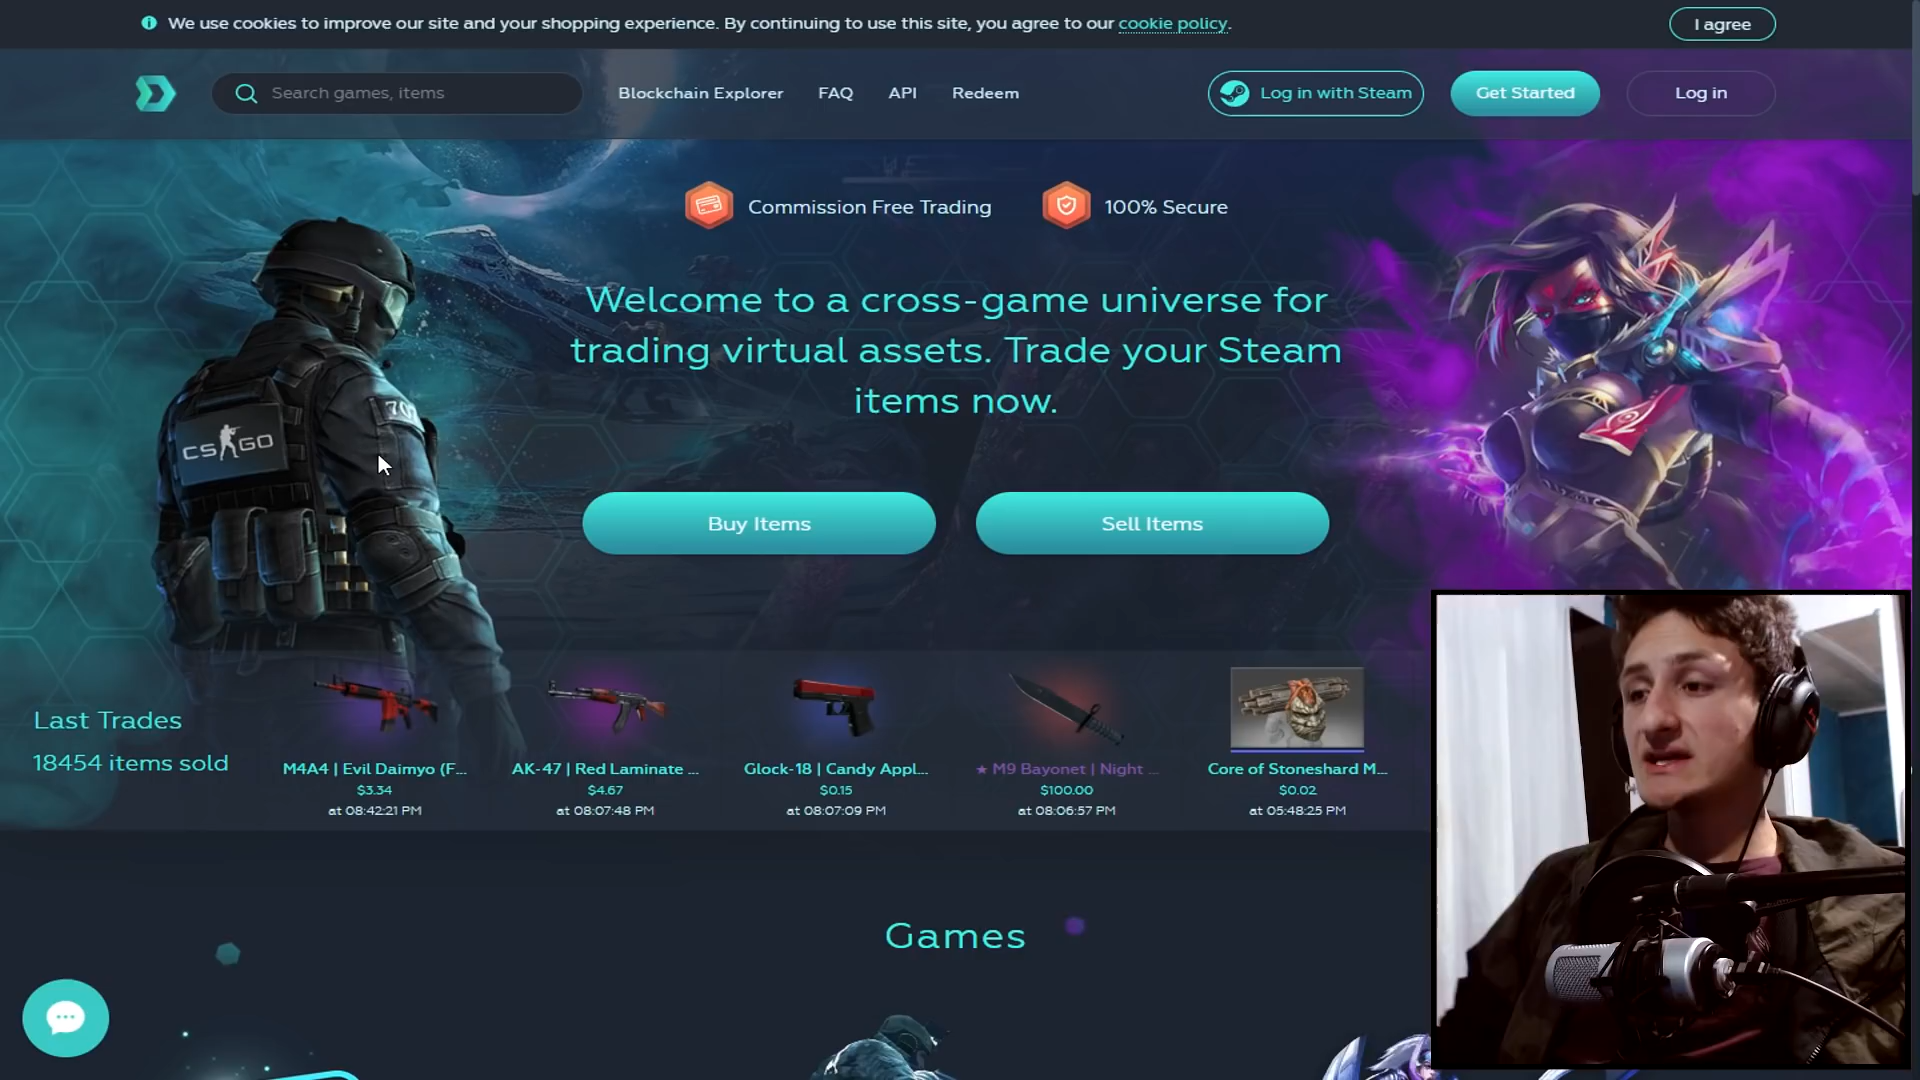 We use cookies to improve our site and your shopping experience. By continuing to use this site, you agree to our cookie policy.
I agree
Search games, items
Blockchain Explorer
FAQ
API
Redeem
Log in with Steam
Get Started
Log in
Commission Free Trading
100% Secure
Welcome to a cross-game universe for
trading virtual assets. Trade your Steam
items now.
CS GO
Buy Items
Sell Items
Last Trades
18454 items sold
M4A4 | Evil Daimyo (F...
$3.34
at 08:42:21 PM
AK-47 | Red Laminate ...
$4.67
at 08:07:48 PM
Glock-18 | Candy Appl...
$0.15
at 08:07:09 PM
★ M9 Bayonet | Night ...
$100.00
at 08:06:57 PM
Core of Stoneshard M...
$0.02
at 05:48:25 PM
Games